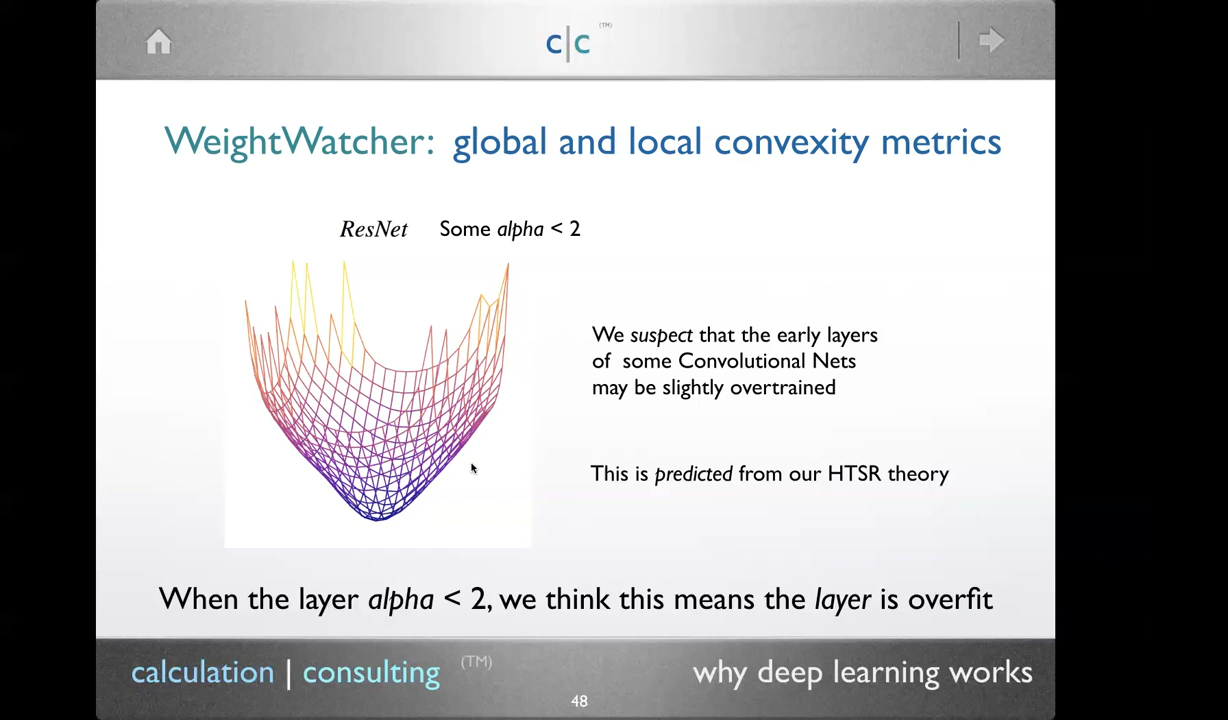 c|c (TM)
WeightWatcher: global and local convexity metrics
ResNet Some alpha < 2
We suspect that the early layers
of some Convolutional Nets
may be slightly overtrained
This is predicted from our HTSR theory
When the layer alpha < 2, we think this means the layer is overfit
calculation | consulting (TM)
why deep learning works
48